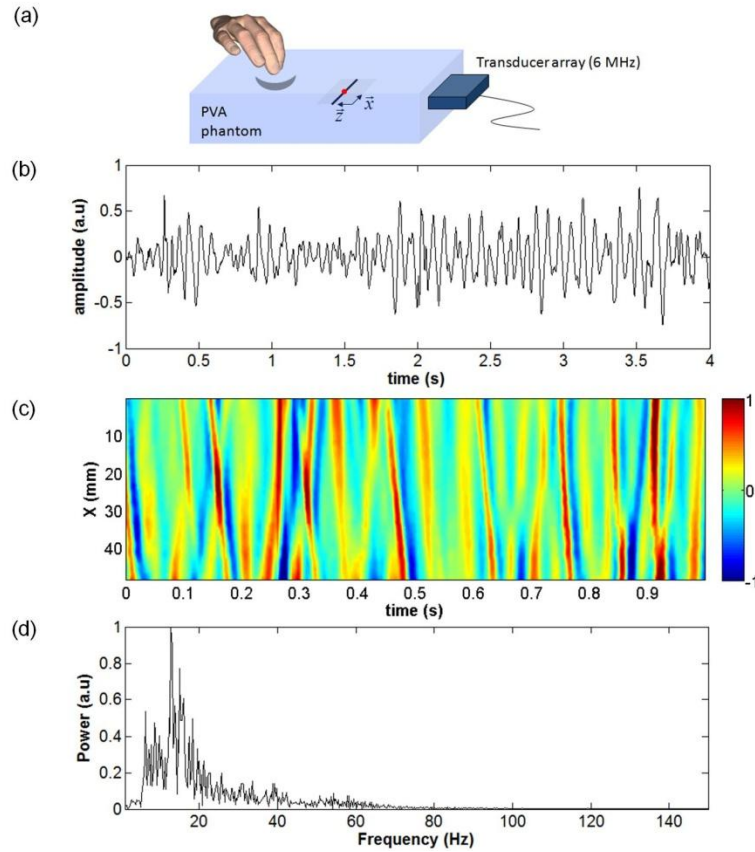 (a)
Transducer array (6 MHz)
PVA
phantom
z
x
(b)
1
0.5
0
-0.5
-1
amplitude (a.u)
0 0.5 1 1.5 2 2.5 3 3.5 4
time (s)
(c)
10
20
30
40
X (mm)
1
0
-1
0 0.1 0.2 0.3 0.4 0.5 0.6 0.7 0.8 0.9
time (s)
(d)
1
0.8
0.6
0.4
0.2
0
Power (a.u)
20 40 60 80 100 120 140
Frequency (Hz)